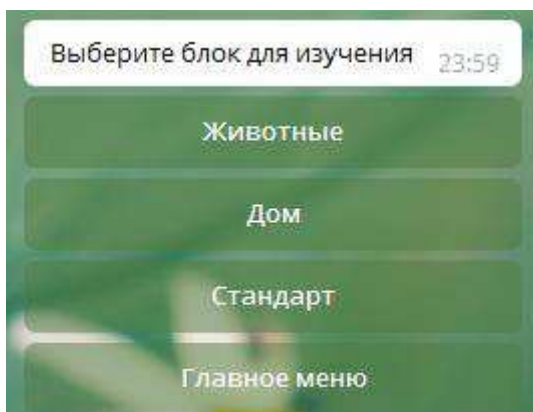 Выберите блок для изучения 23:59
Животные
Дом
Стандарт
Главное меню